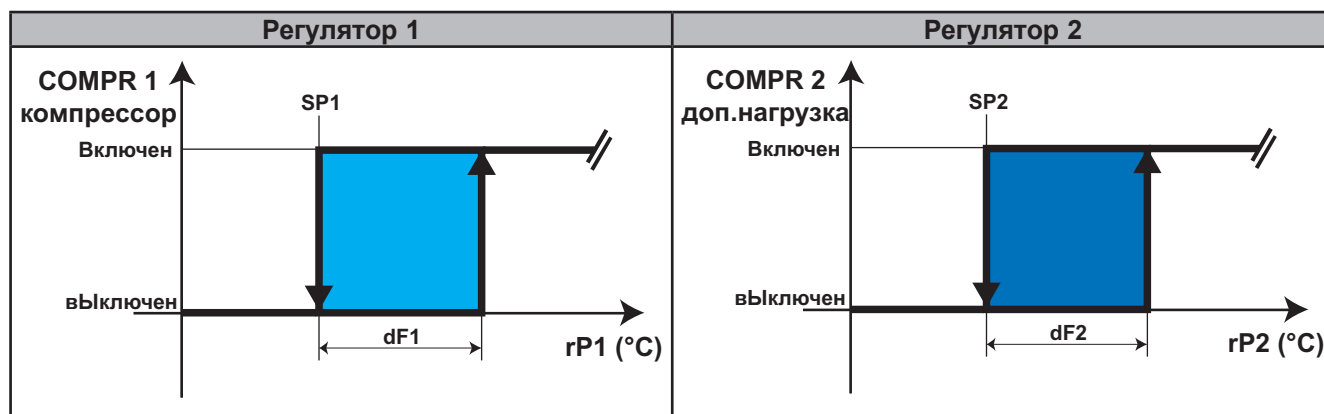 Регулятор 1
COMPR 1
компрессор
SP1
Включен
вЫключен
dF1
rP1 (°C)
Регулятор 2
COMPR 2
доп.нагрузка
SP2
Включен
вЫключен
dF2
rP2 (°C)